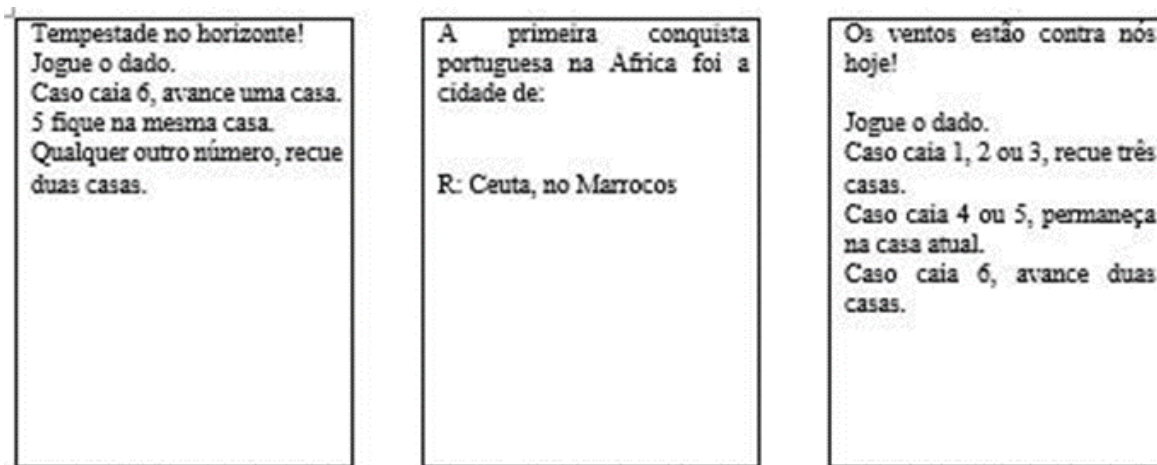 Tempestade no horizonte!
Jogue o dado.
Caso caia 6, avance uma casa.
5 fique na mesma casa.
Qualquer outro número, recue
duas casas.
A primeira conquista
portuguesa na África foi a
cidade de:
R: Ceuta, no Marrocos
Os ventos estão contra nós
hoje!
Jogue o dado.
Caso caia 1, 2 ou 3, recue três
casas.
Caso caia 4 ou 5, permaneça
na casa atual.
Caso caia 6, avance duas
casas.